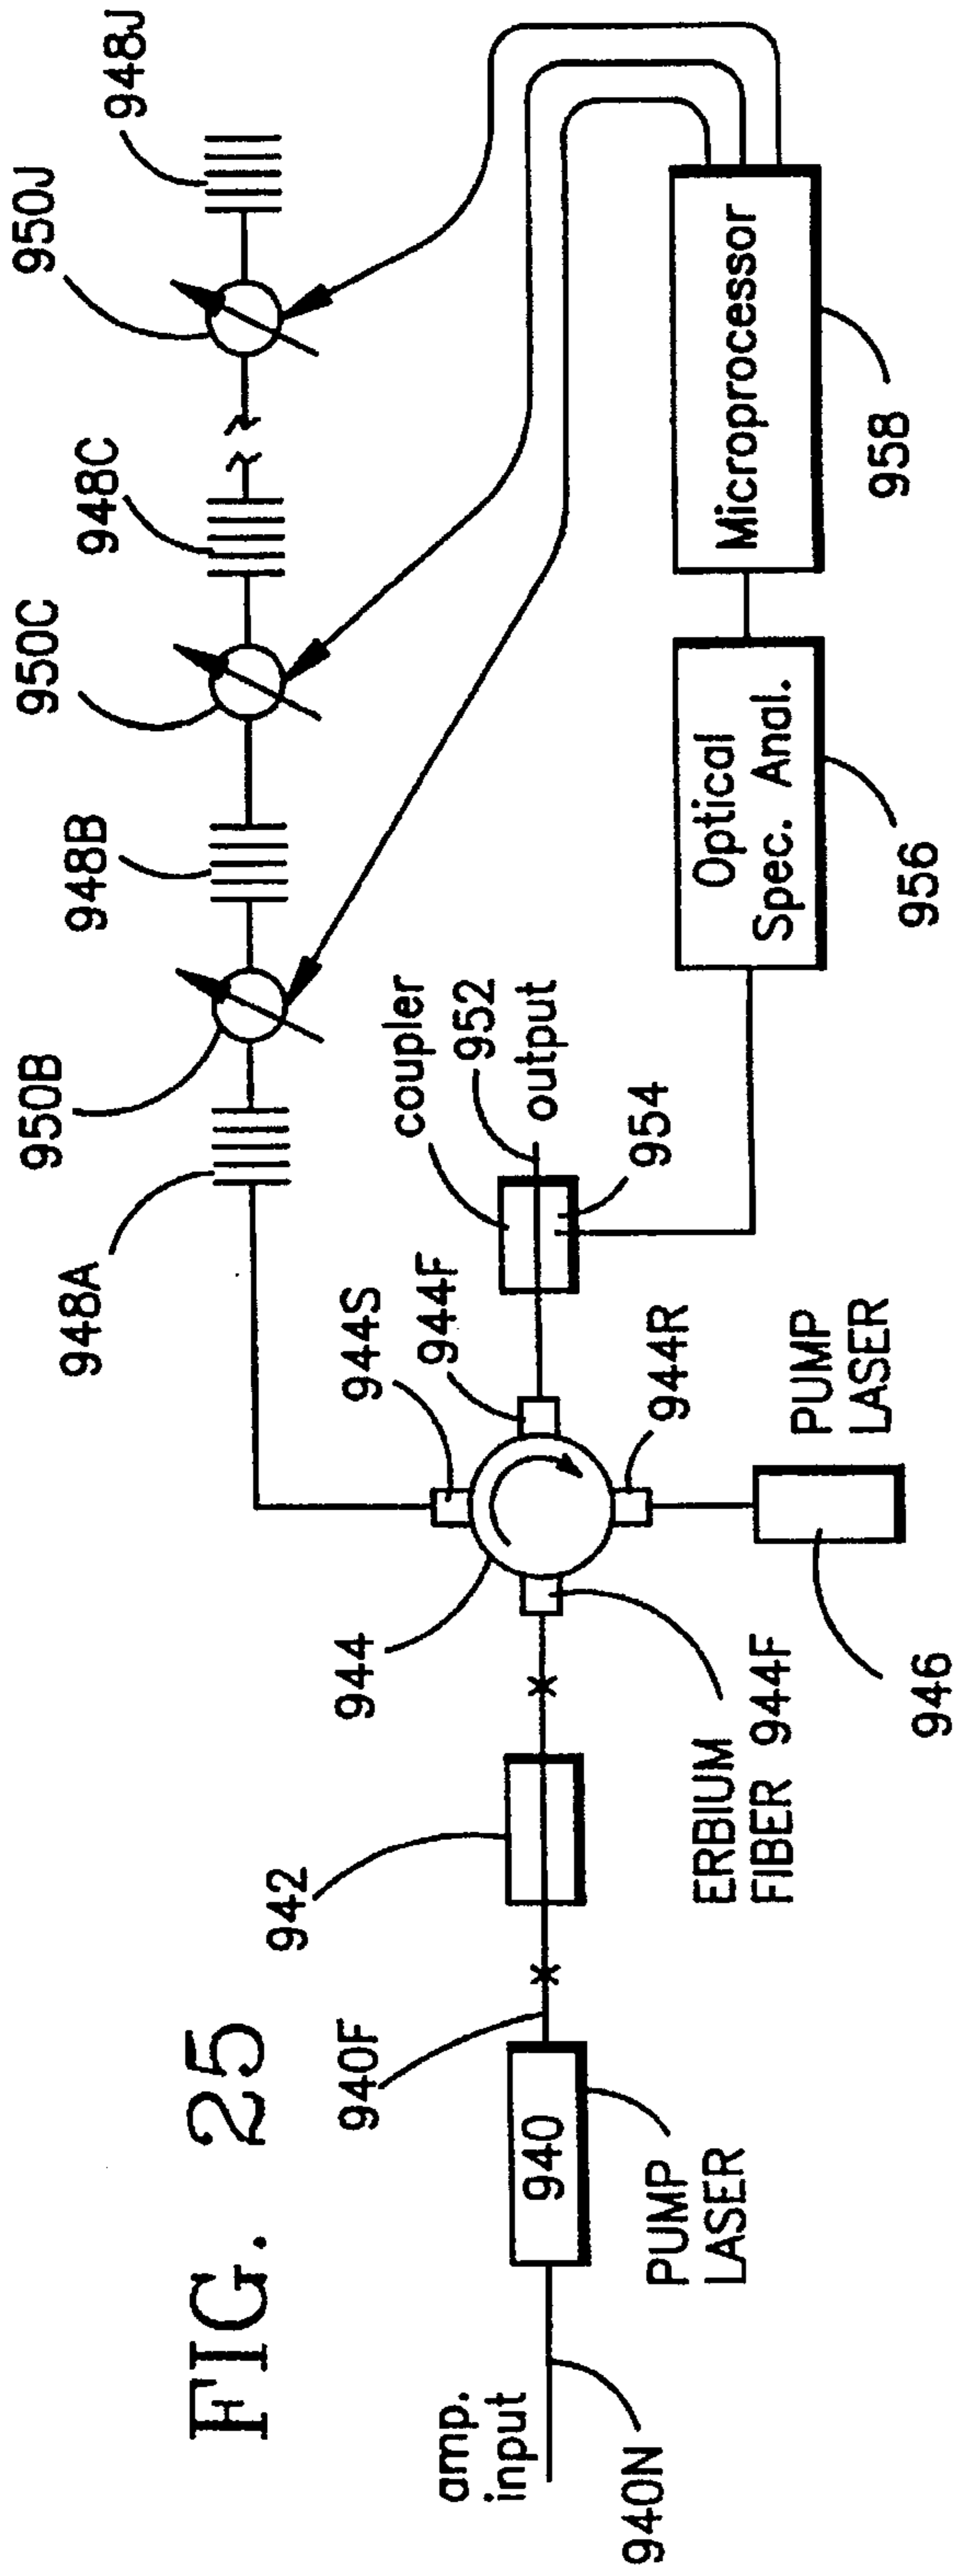 FIG. 25
948A
950B
948B
950C
948C
950J
948J
944S
944F
coupler
952
output
954
944
944R
942
940F
940
amp.
input
940N
PUMP
LASER
ERBIUM
FIBER 944F
946
PUMP
LASER
Optical
Spec. Anal.
956
Microprocessor
958